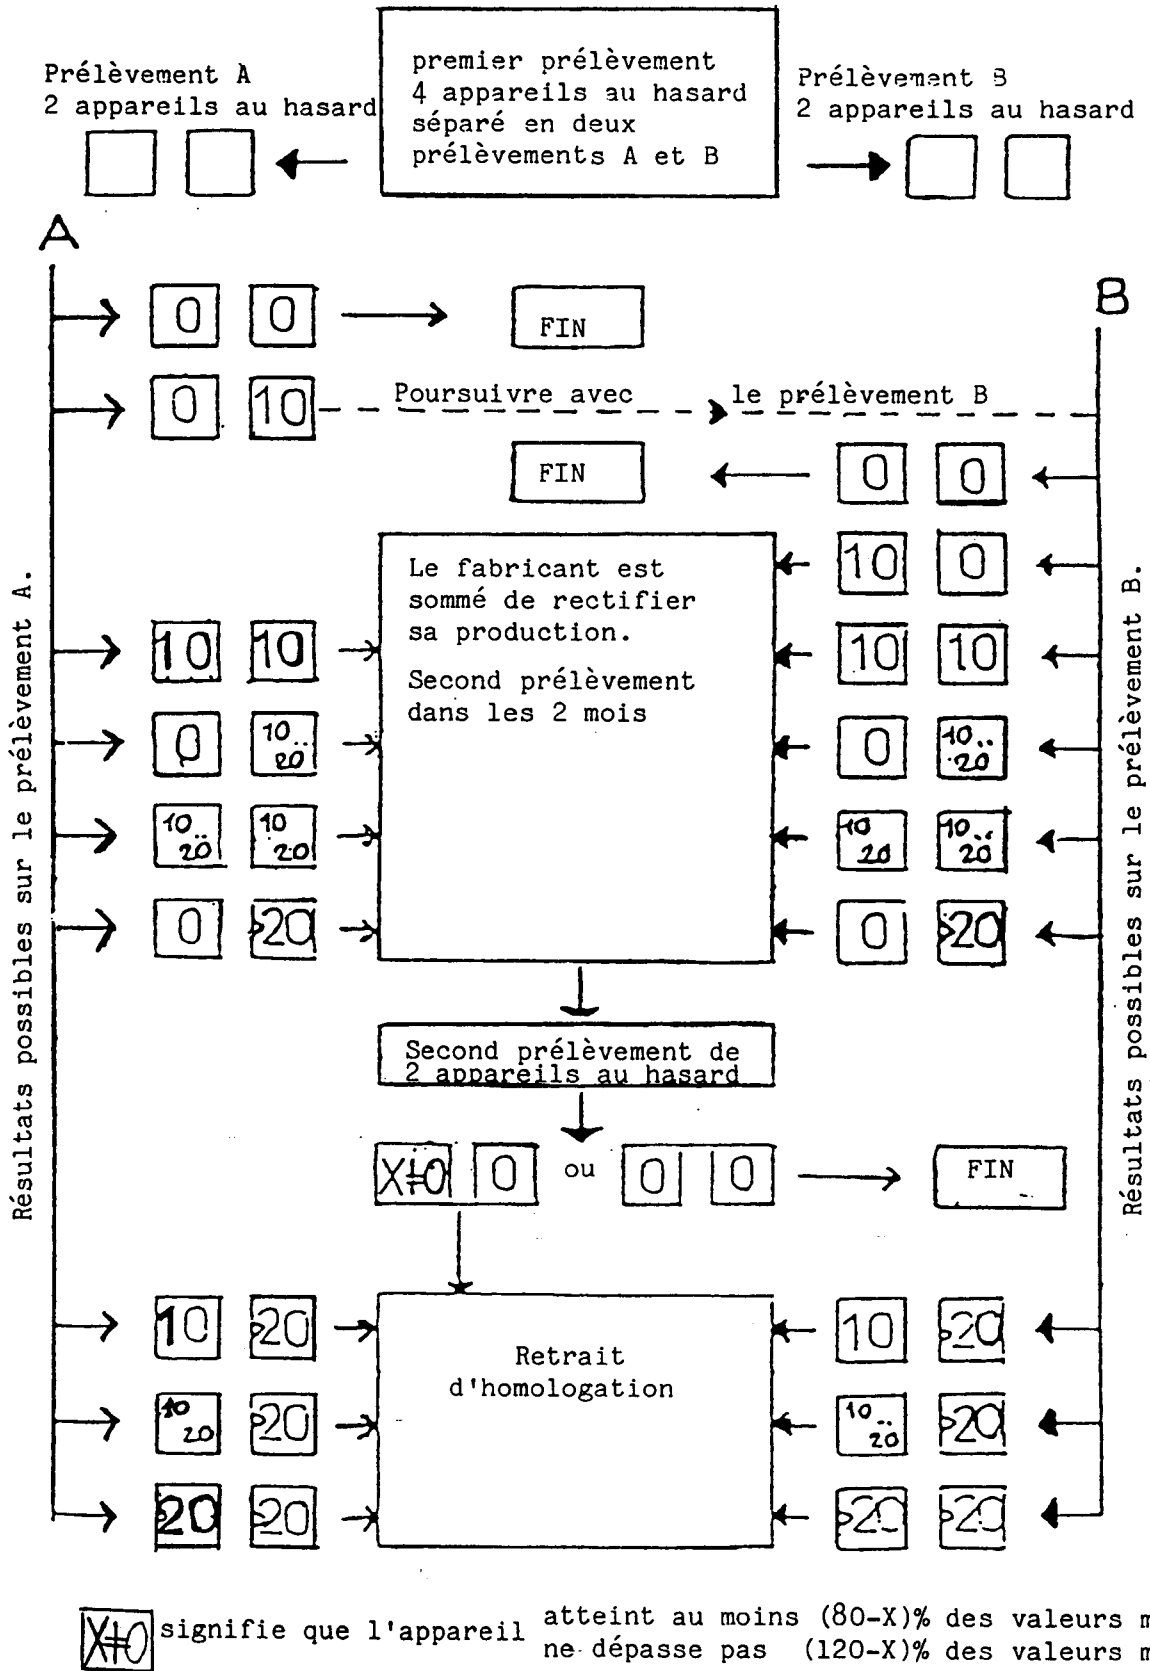 Prélèvement A
2 appareils au hasard
premier prélèvement
4 appareils au hasard
séparé en deux
prélèvements A et B
Prélèvement B
2 appareils au hasard
A
B
Résultats possibles sur le prélèvement A.
Résultats possibles sur le prélèvement B.
0 0 FIN
0 10 Poursuivre avec le prélèvement B
FIN 0 0
Le fabricant est
sommé de rectifier
sa production.
Second prélèvement
dans les 2 mois
10 0
10 10
10 10
0 10..20
0 10..20
10..20 10..20
10 20 10..20
0 >20
0 >20
Second prélèvement de
2 appareils au hasard
X≠0 0 ou 0 0 FIN
Retrait
d'homologation
10 >20
10 >20
10 20 >20
10..20 >20
>20 >20
>20 >20
X≠0 signifie que l'appareil
atteint au moins (80-X)% des valeurs m
ne dépasse pas (120-X)% des valeurs m